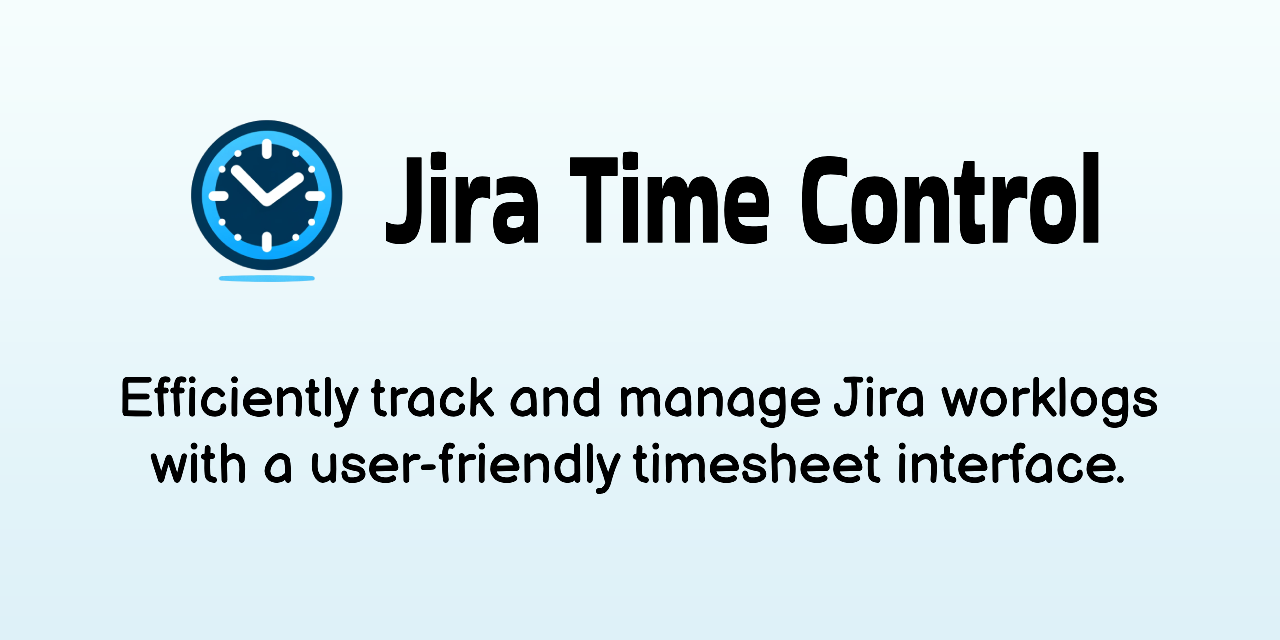 Jira Time Control
Efficiently track and manage Jira worklogs
with a user-friendly timesheet interface.